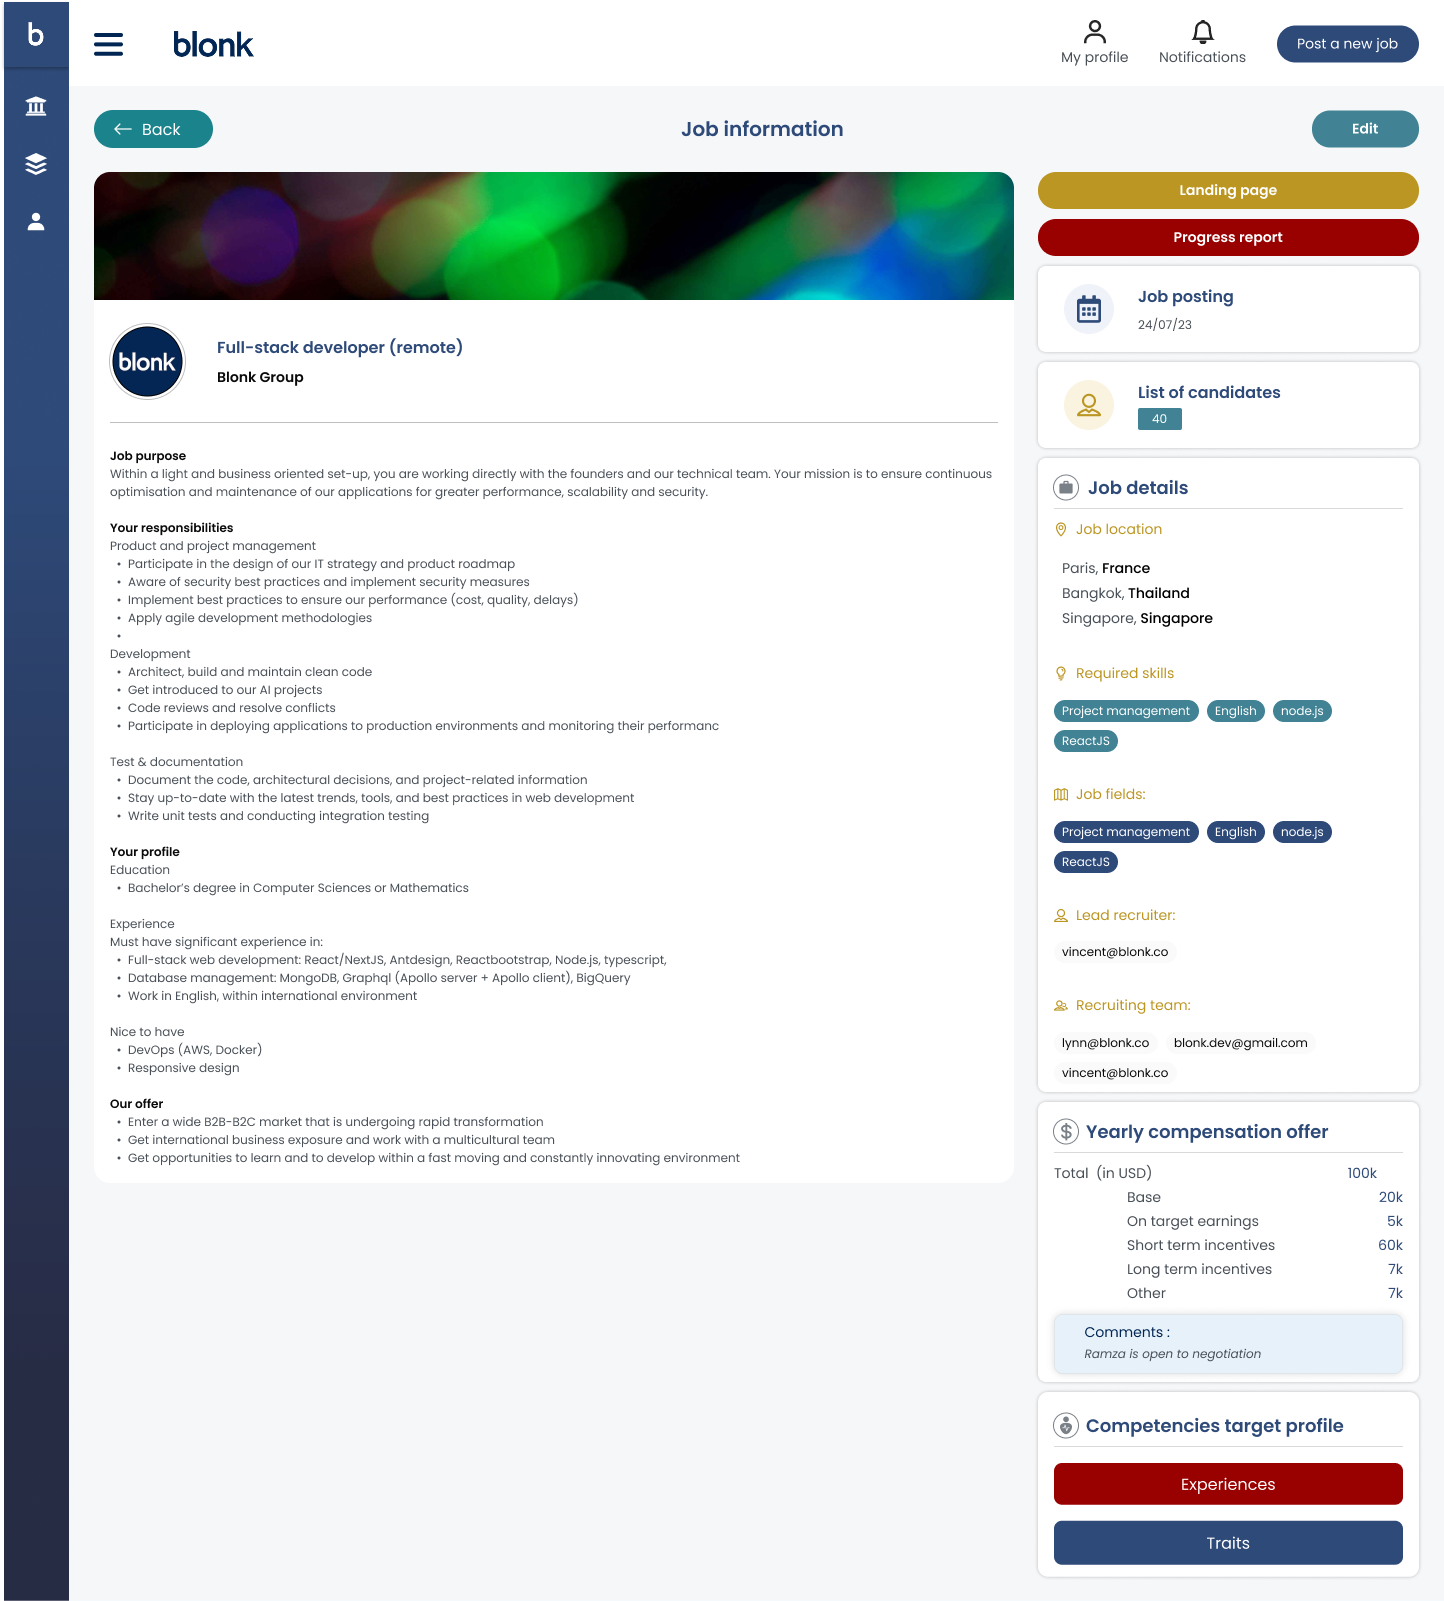 b
blonk
My profile
Notifications
Post a new job
Back
Job information
Edit
Landing page
Progress report
blonk
Full-stack developer (remote)
Blonk Group
Job purpose
Within a light and business oriented set-up, you are working directly with the founders and our technical team. Your mission is to ensure continuous
optimisation and maintenance of our applications for greater performance, scalability and security.
Your responsibilities
Product and project management
• Participate in the design of our IT strategy and product roadmap
• Aware of security best practices and implement security measures
• Implement best practices to ensure our performance (cost, quality, delays)
• Apply agile development methodologies
•
Development
• Architect, build and maintain clean code
• Get introduced to our AI projects
• Code reviews and resolve conflicts
• Participate in deploying applications to production environments and monitoring their performanc
Test & documentation
• Document the code, architectural decisions, and project-related information
• Stay up-to-date with the latest trends, tools, and best practices in web development
• Write unit tests and conducting integration testing
Your profile
Education
• Bachelor's degree in Computer Sciences or Mathematics
Experience
Must have significant experience in:
• Full-stack web development: React/NextJS, Antdesign, Reactbootstrap, Node.js, typescript,
• Database management: MongoDB, Graphql (Apollo server + Apollo client), BigQuery
• Work in English, within international environment
Nice to have
• DevOps (AWS, Docker)
• Responsive design
Our offer
• Enter a wide B2B-B2C market that is undergoing rapid transformation
• Get international business exposure and work with a multicultural team
• Get opportunities to learn and to develop within a fast moving and constantly innovating environment
Job posting
24/07/23
List of candidates
40
Job details
Job location
Paris, France
Bangkok, Thailand
Singapore, Singapore
Required skills
Project management English node.js
ReactJS
Job fields:
Project management English node.js
ReactJS
Lead recruiter:
vincent@blonk.co
Recruiting team:
lynn@blonk.co blonk.dev@gmail.com
vincent@blonk.co
$ Yearly compensation offer
Total (in USD) 100k
Base 20k
On target earnings 5k
Short term incentives 60k
Long term incentives 7k
Other 7k
Comments :
Ramza is open to negotiation
Competencies target profile
Experiences
Traits